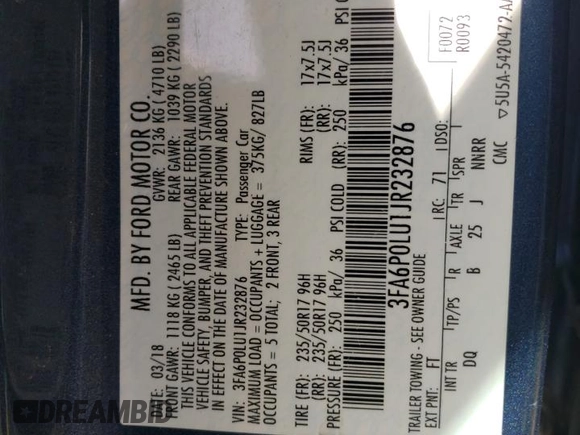 MFD. BY FORD MOTOR CO.
DATE: 03/18 GVWR: 2136 KG ( 4710 LB)
FRONT GAWR: 1118 KG ( 2465 LB) REAR GAWR: 1039 KG ( 2290 LB)
THIS VEHICLE CONFORMS TO ALL APPLICABLE FEDERAL MOTOR
VEHICLE SAFETY, BUMPER, AND THEFT PREVENTION STANDARDS
IN EFFECT ON THE DATE OF MANUFACTURE SHOWN ABOVE.
VIN: 3FA6P0LU1JR232876 TYPE: Passenger Car
MAXIMUM LOAD = OCCUPANTS + LUGGAGE = 375KG/ 827LB
OCCUPANTS = 5 TOTAL; 2 FRONT, 3 REAR
TIRE (FR): 235/50R17 96H RIMS (FR): 17x7.5J
(RR): 235/50R17 96H (RR): 17x7.5J
PRESSURE (FR): 250 kPa/ 36 PSI COLD (RR): 250 kPa/ 36 PSI
3FA6P0LU1JR232876
TRAILER TOWING - SEE OWNER GUIDE
EXT PNT: FT RC: 71 DSO: F0072
R0093
INT TR TP/PS R AXLE TR SPR
DQ B 25 J NNRR
CMC ▽5U5A-5420472-AA
DREAMBID